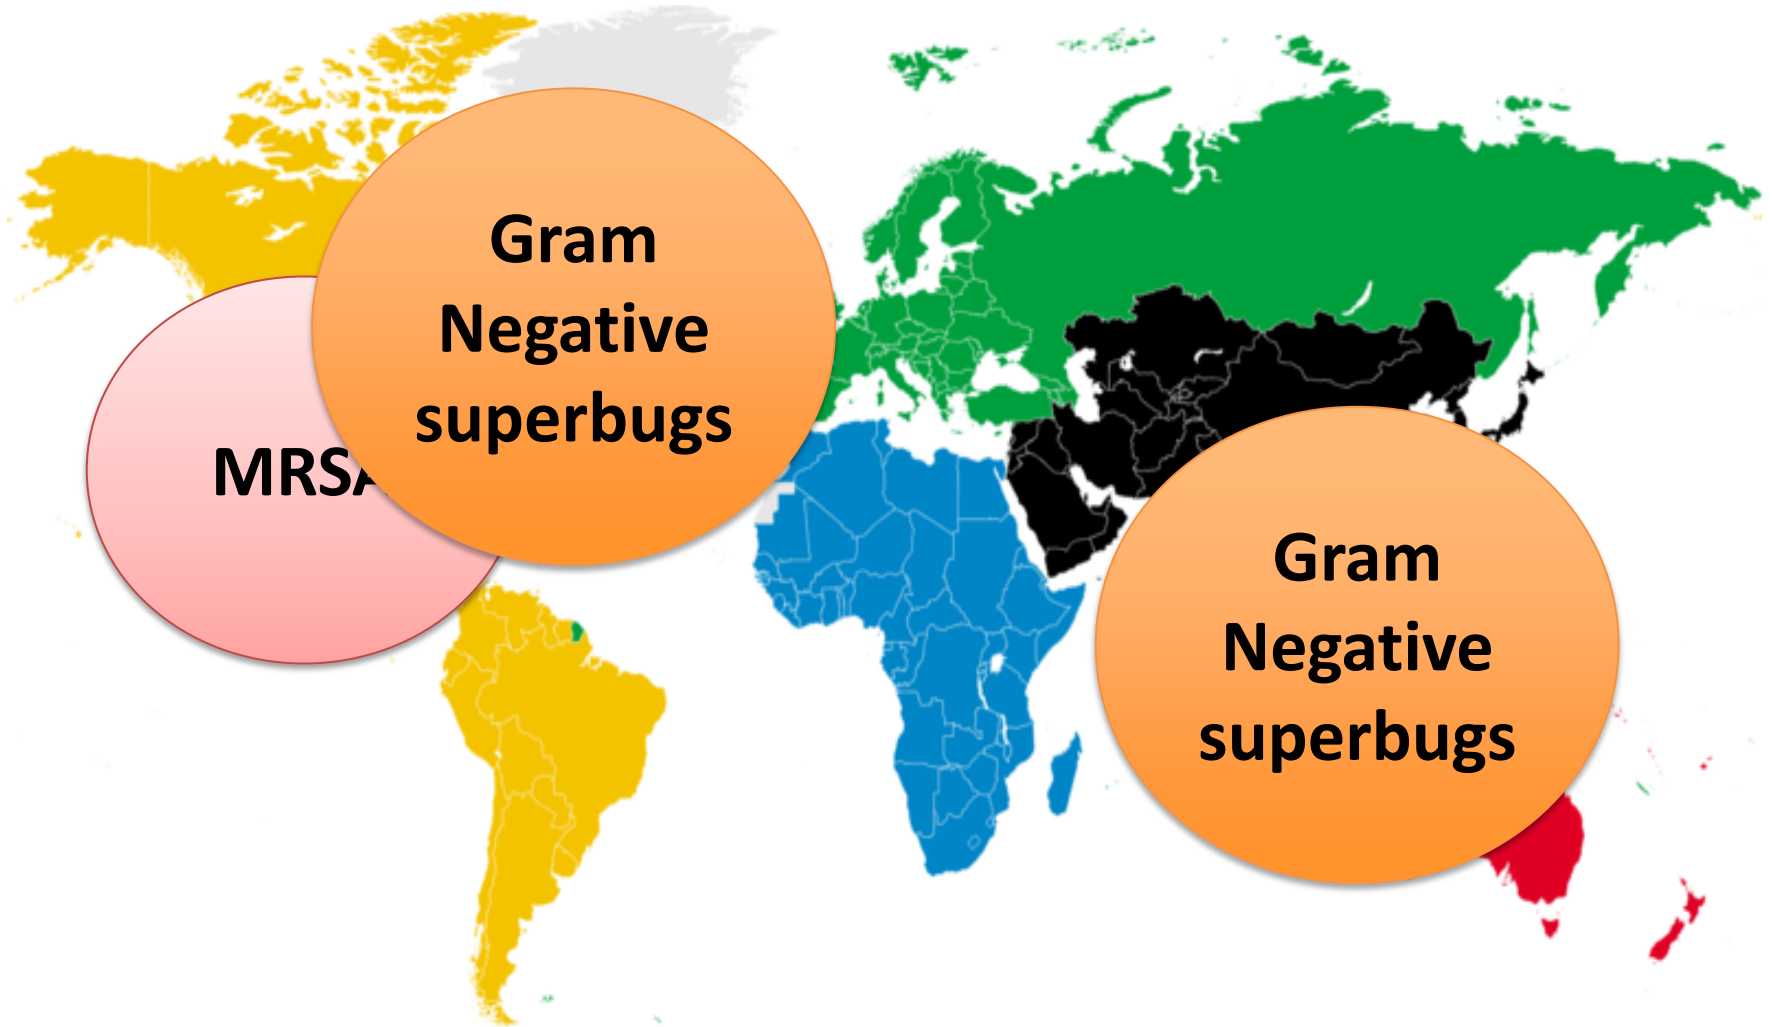 Gram
Negative
superbugs
MRSA
Gram
Negative
superbugs